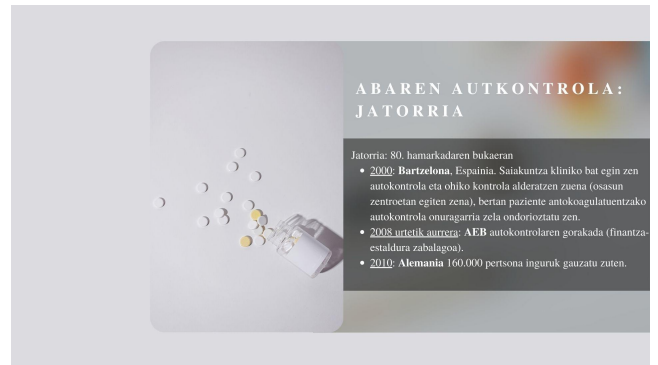 ABAREN AUTKONTROLA:
JATORRIA
Jatorria: 80. hamarkadaren bukaeran
• 2000: Bartzelona, Espainia. Saiakuntza kliniko bat egin zen
autokontrola eta ohiko kontrola alderatzen zuena (osasun
zentroetan egiten zena), bertan paziente antokoagulatuentzako
autokontrola onuragarria zela ondorioztatu zen.
• 2008 urtetik aurrera: AEB autokontrolaren gorakada (finantza-
estaldura zabalagoa).
• 2010: Alemania 160.000 pertsona inguruk gauzatu zuten.